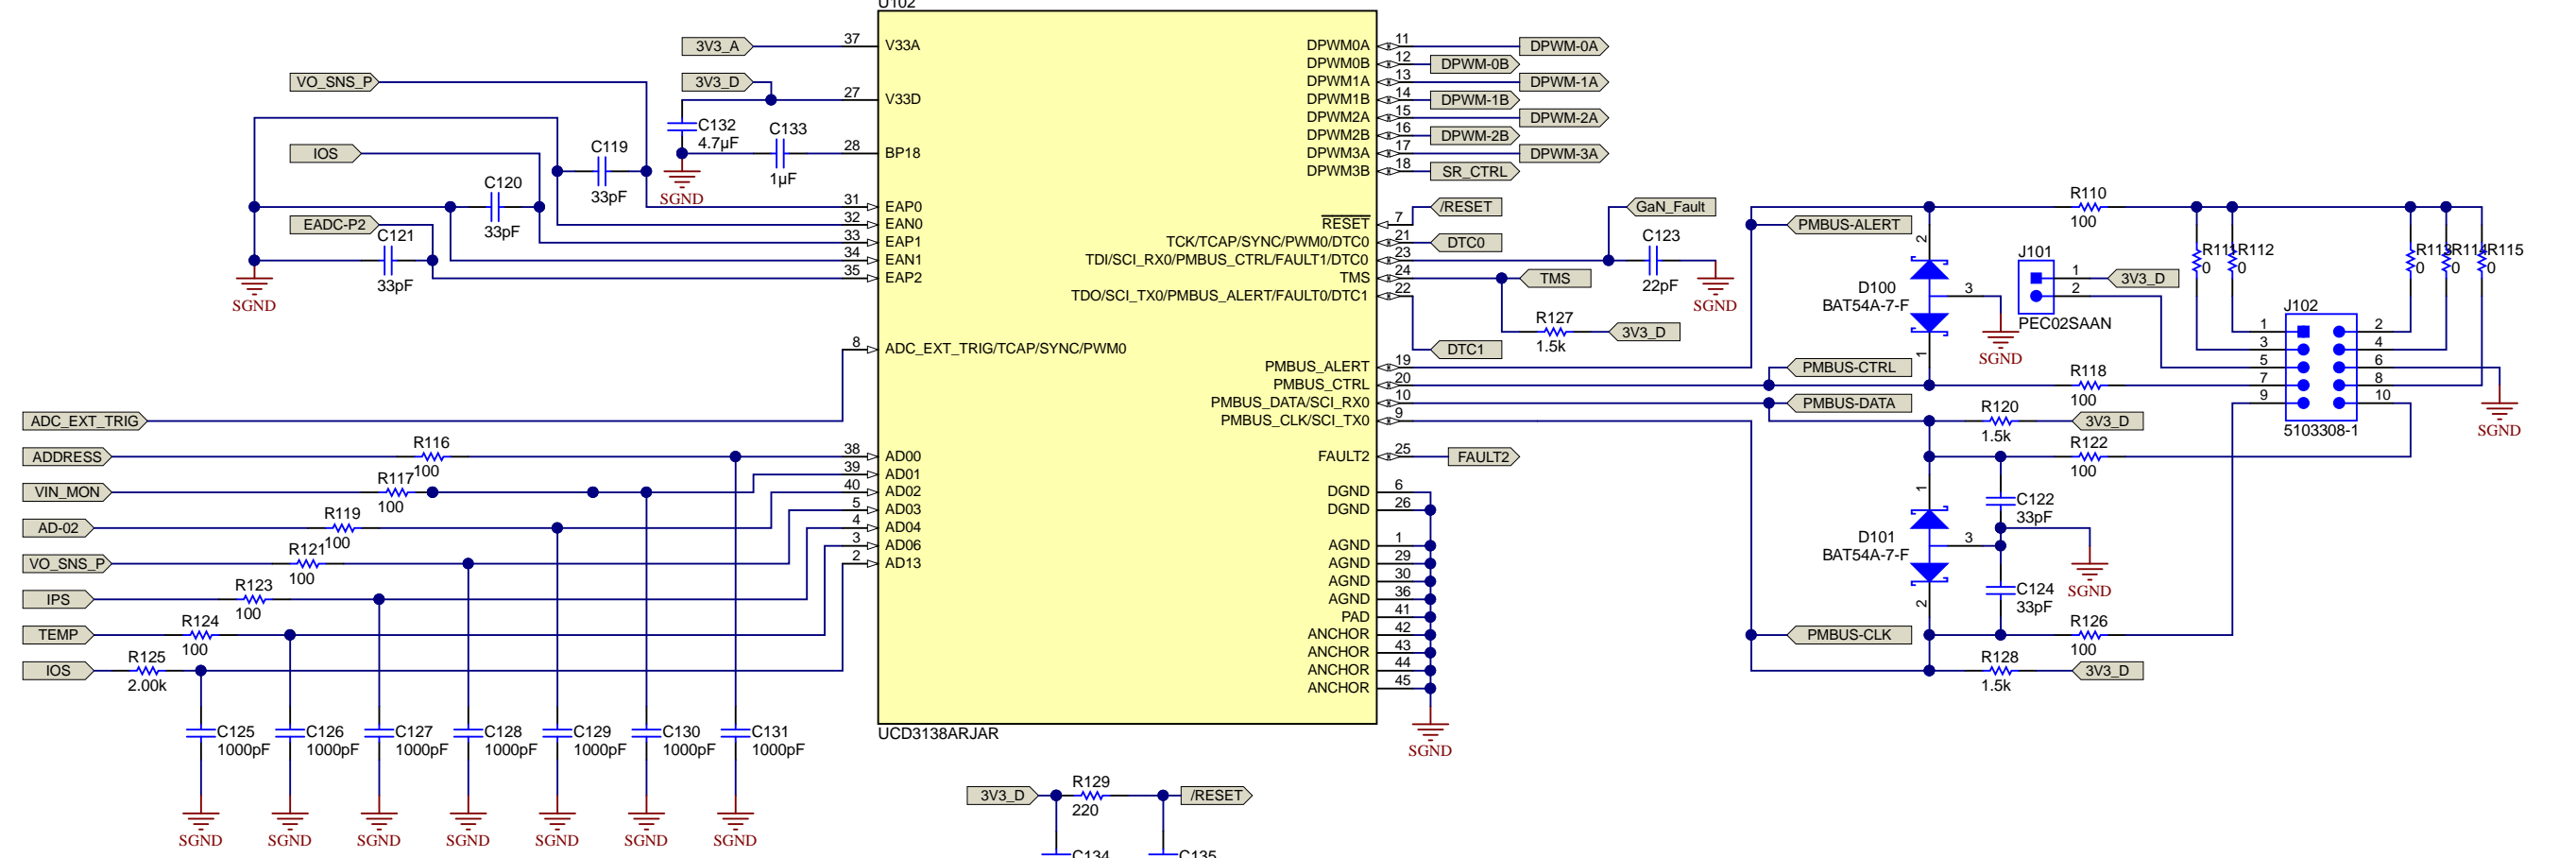 U102
3V3_A
37
V33A
3V3_D
27
V33D
C132
4.7µF
C133
1µF
28
BP18
SGND
VO_SNS_P
IOS
C119
33pF
C120
33pF
EADC-P2
C121
33pF
SGND
31
EAP0
32
EAN0
33
EAP1
34
EAN1
35
EAP2
8
ADC_EXT_TRIG/TCAP/SYNC/PWM0
ADC_EXT_TRIG
ADDRESS
R116
100
38
AD00
VIN_MON
R117
100
39
AD01
AD-02
R119
100
40
AD02
VO_SNS_P
R121
100
5
AD03
IPS
R123
100
4
AD04
TEMP
R124
100
3
AD06
IOS
R125
2.00k
2
AD13
C125
1000pF
C126
1000pF
C127
1000pF
C128
1000pF
C129
1000pF
C130
1000pF
C131
1000pF
SGND
SGND
SGND
SGND
SGND
SGND
SGND
UCD3138ARJAR
DPWM0A
11
DPWM-0A
DPWM0B
12
DPWM-0B
DPWM1A
13
DPWM-1A
DPWM1B
14
DPWM-1B
DPWM2A
15
DPWM-2A
DPWM2B
16
DPWM-2B
DPWM3A
17
DPWM-3A
DPWM3B
18
SR_CTRL
RESET
7
/RESET
TCK/TCAP/SYNC/PWM0/DTC0
21
DTC0
TDI/SCI_RX0/PMBUS_CTRL/FAULT1/DTC0
23
GaN_Fault
C123
22pF
SGND
TMS
24
TMS
R127
1.5k
3V3_D
TDO/SCI_TX0/PMBUS_ALERT/FAULT0/DTC1
22
DTC1
PMBUS_ALERT
19
PMBUS_CTRL
20
PMBUS_DATA/SCI_RX0
10
PMBUS_CLK/SCI_TX0
9
FAULT2
25
FAULT2
DGND
6
DGND
26
AGND
1
AGND
29
AGND
30
AGND
36
PAD
41
ANCHOR
42
ANCHOR
43
ANCHOR
44
ANCHOR
45
SGND
PMBUS-ALERT
PMBUS-CTRL
PMBUS-DATA
PMBUS-CLK
2
D100
BAT54A-7-F
3
1
SGND
R110
100
R118
100
R120
1.5k
3V3_D
R122
100
1
D101
BAT54A-7-F
3
2
C122
33pF
C124
33pF
SGND
R126
100
R128
1.5k
3V3_D
J101
1
2
3V3_D
PEC02SAAN
R111
0
R112
0
R113
0
R114
0
R115
0
J102
1
2
3
4
5
6
7
8
9
10
5103308-1
SGND
3V3_D
R129
220
/RESET
C134
C135